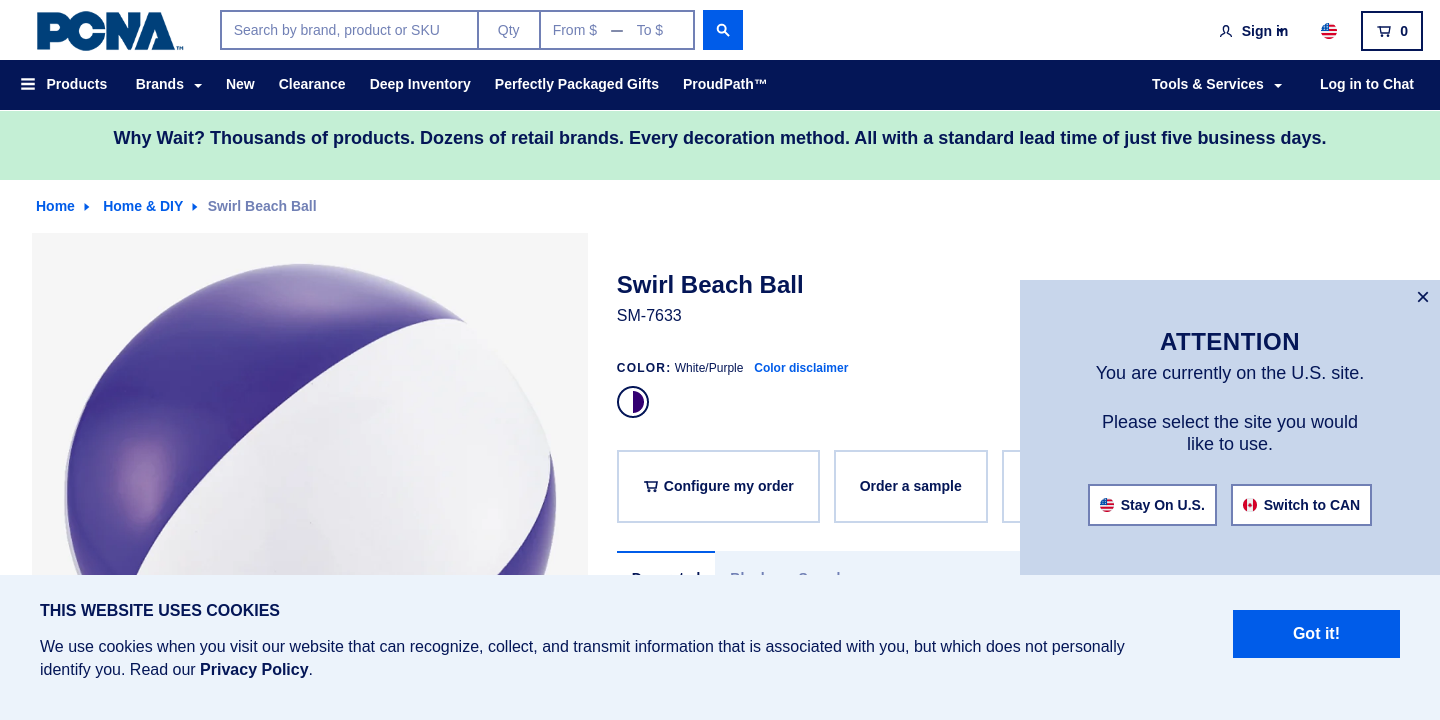 PCNA™
Search by brand, product or SKU Qty From $ — To $ Sign in 0
Products Brands New Clearance Deep Inventory Perfectly Packaged Gifts ProudPath™ Tools & Services Log in to Chat
Why Wait? Thousands of products. Dozens of retail brands. Every decoration method. All with a standard lead time of just five business days.
Home Home & DIY Swirl Beach Ball
Swirl Beach Ball
SM-7633
COLOR: White/Purple Color disclaimer
Configure my order Order a sample
×
ATTENTION
You are currently on the U.S. site.
Please select the site you would
like to use.
Stay On U.S. Switch to CAN
THIS WEBSITE USES COOKIES
We use cookies when you visit our website that can recognize, collect, and transmit information that is associated with you, but which does not personally
identify you. Read our Privacy Policy.
Got it!